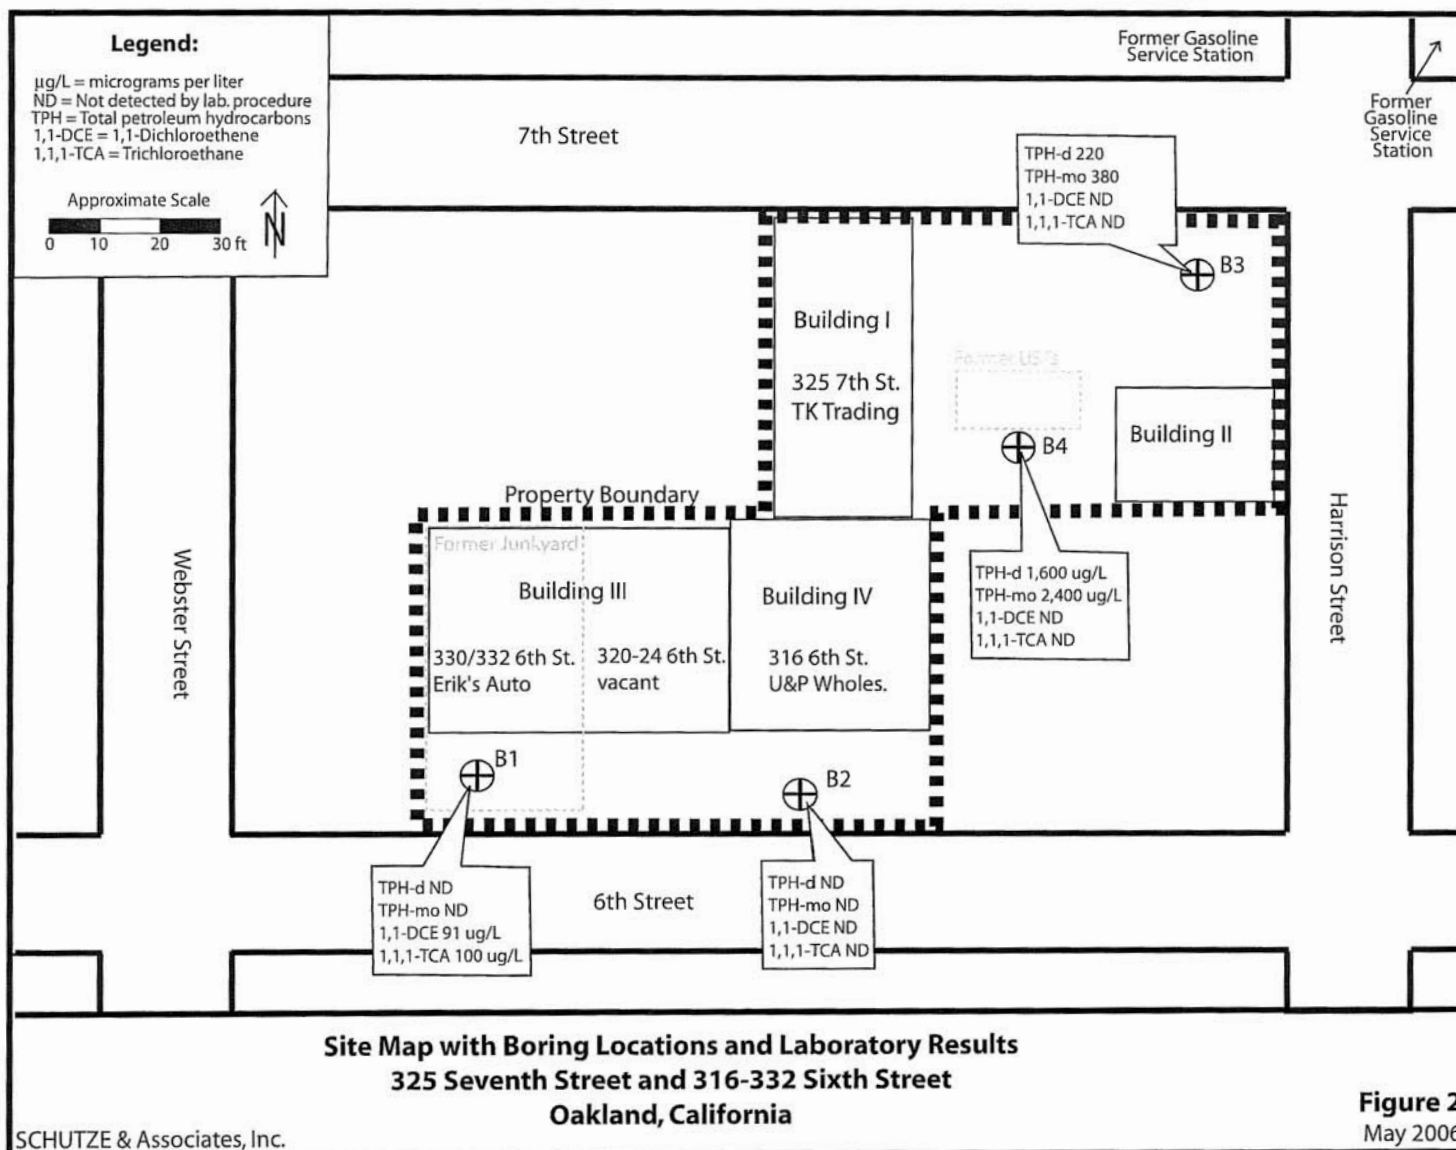 Legend:
µg/L = micrograms per liter
ND = Not detected by lab. procedure
TPH = Total petroleum hydrocarbons
1,1-DCE = 1,1-Dichloroethene
1,1,1-TCA = Trichloroethane
Approximate Scale
0 10 20 30 ft
N
Former Gasoline
Service Station
Former
Gasoline
Service
Station
7th Street
TPH-d 220
TPH-mo 380
1,1-DCE ND
1,1,1-TCA ND
B3
Building I
325 7th St.
TK Trading
Former UST's
B4
Building II
Property Boundary
Former Junkyard
Building III
330/332 6th St.
Erik's Auto
320-24 6th St.
vacant
Building IV
316 6th St.
U&P Wholes.
TPH-d 1,600 ug/L
TPH-mo 2,400 ug/L
1,1-DCE ND
1,1,1-TCA ND
Webster Street
Harrison Street
B1
B2
TPH-d ND
TPH-mo ND
1,1-DCE 91 ug/L
1,1,1-TCA 100 ug/L
6th Street
TPH-d ND
TPH-mo ND
1,1-DCE ND
1,1,1-TCA ND
Site Map with Boring Locations and Laboratory Results
325 Seventh Street and 316-332 Sixth Street
Oakland, California
Figure 2
May 2006
SCHUTZE & Associates, Inc.